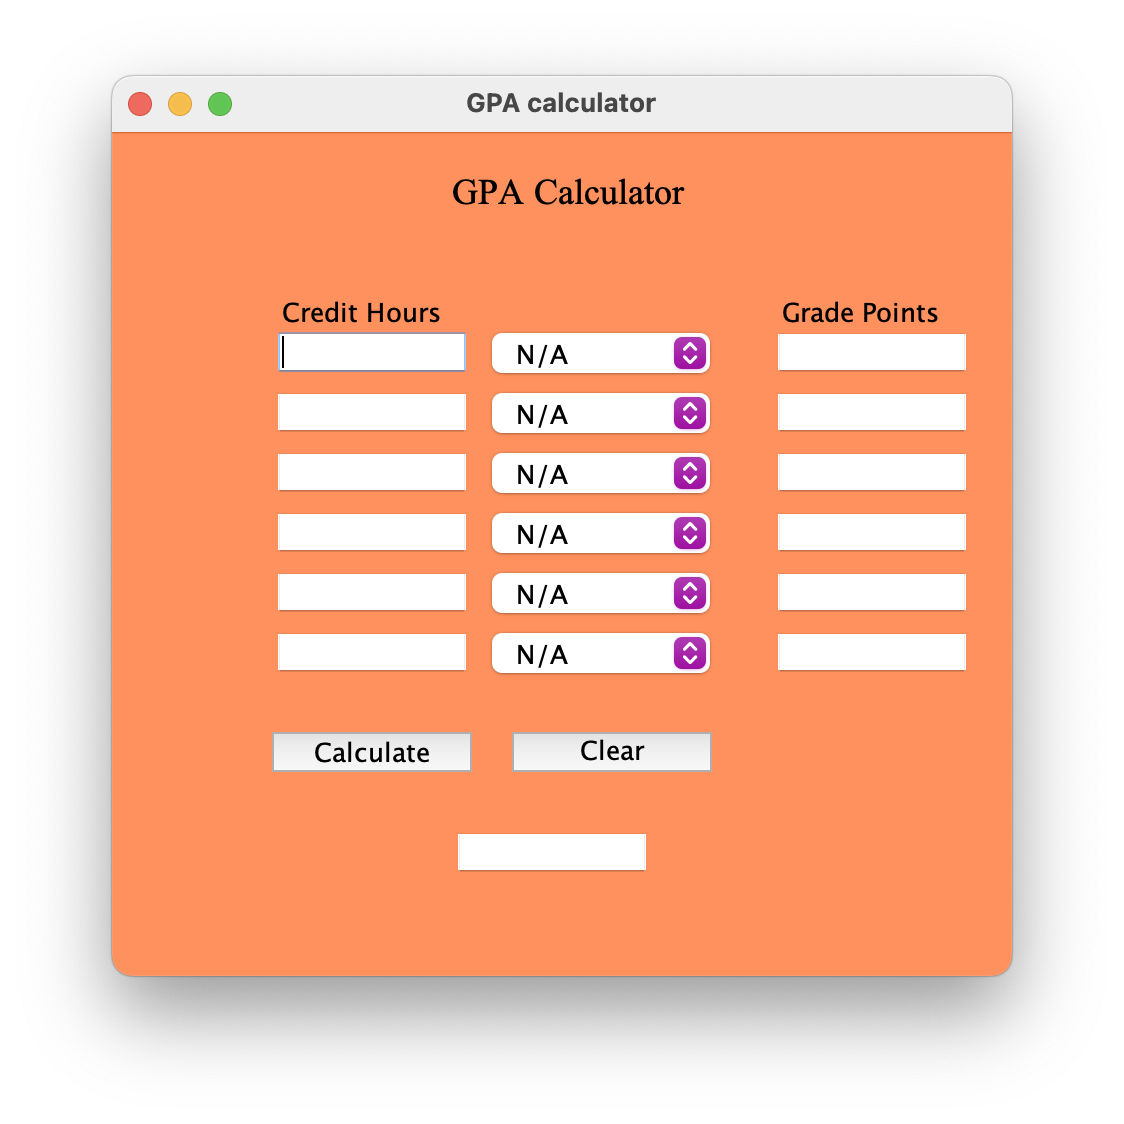 GPA calculator
GPA Calculator
Credit Hours Grade Points
N/A
N/A
N/A
N/A
N/A
N/A
Calculate Clear